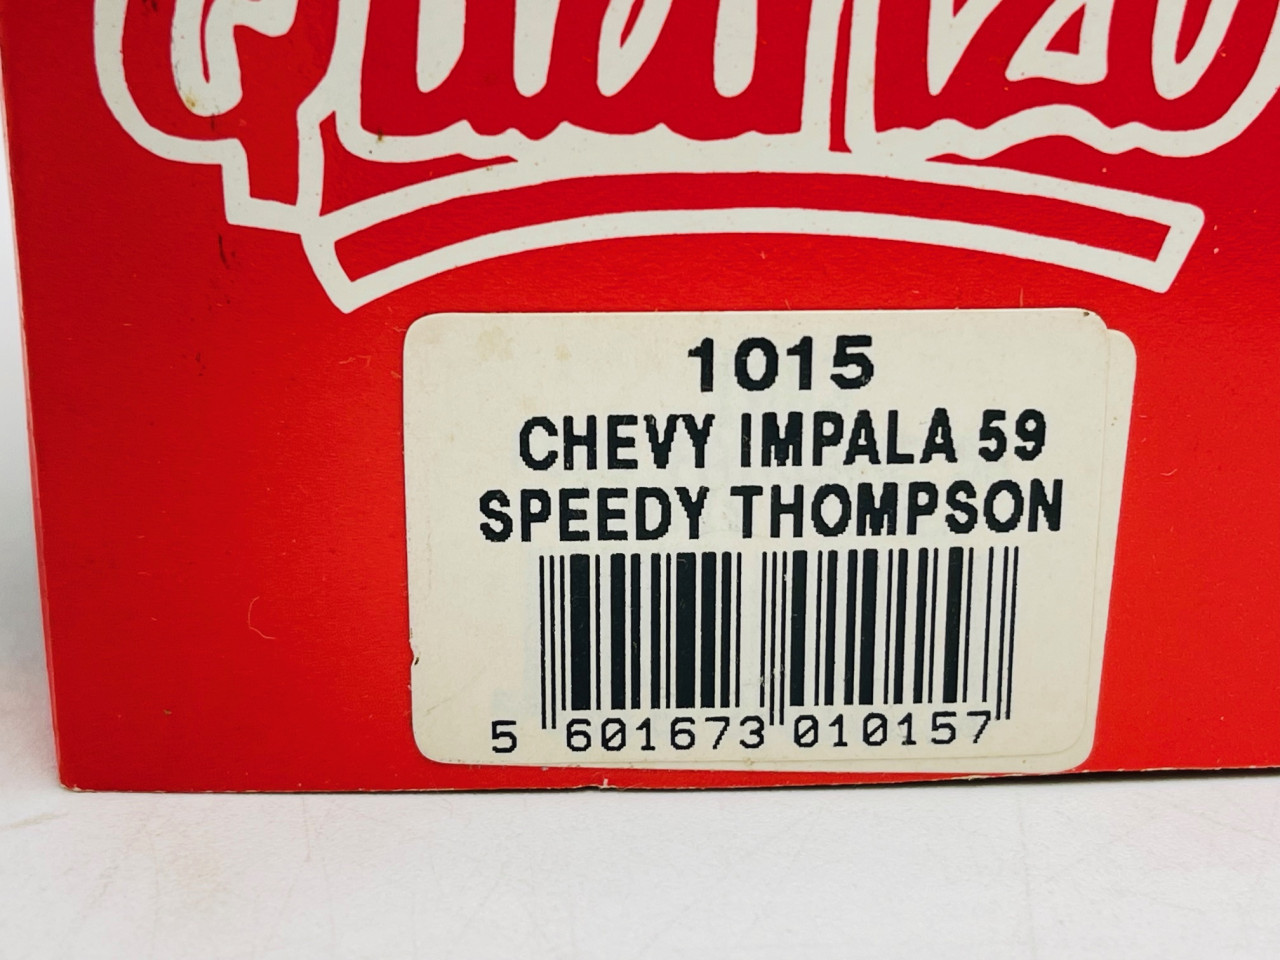 1015
CHEVY IMPALA 59
SPEEDY THOMPSON
5 601673 010157